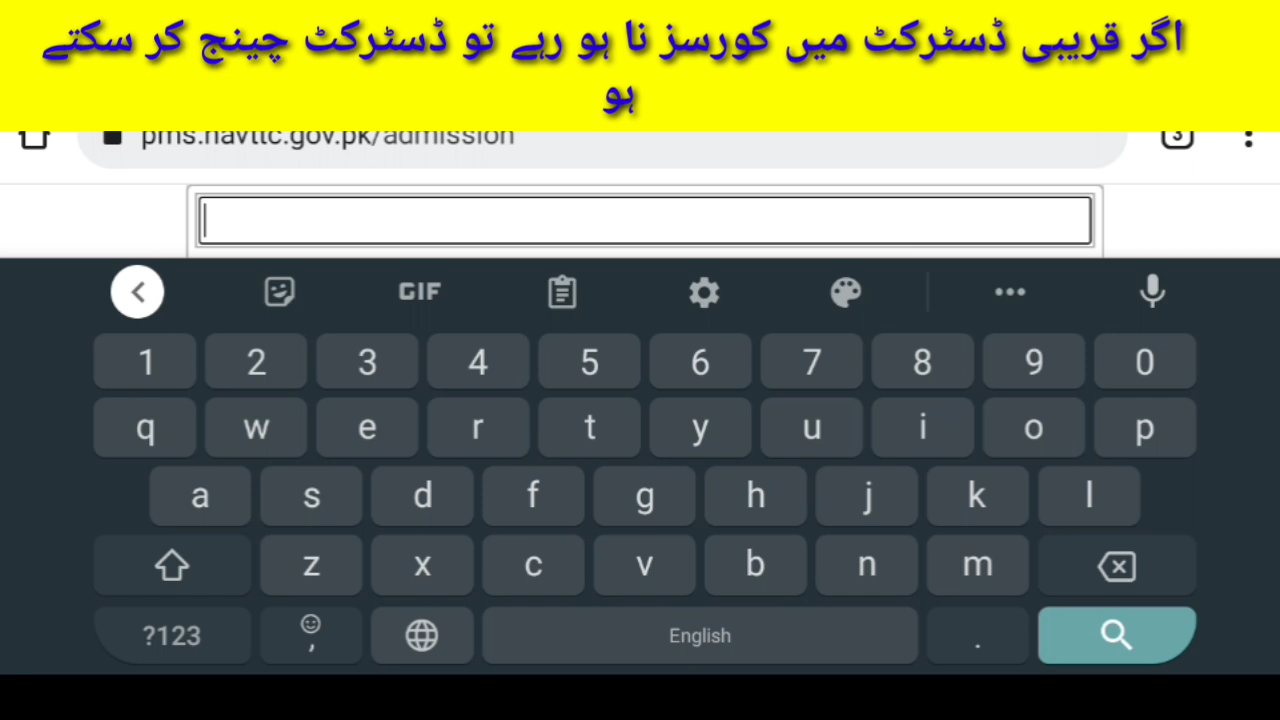 اگر قریبی ڈسٹرکٹ میں کورسز نا ہو رہے تو ڈسٹرکٹ چینج کر سکتے
ہو
pms.navttc.gov.pk/admission 3
GIF
1 2 3 4 5 6 7 8 9 0
q w e r t y u i o p
a s d f g h j k l
z x c v b n m
?123 , English .